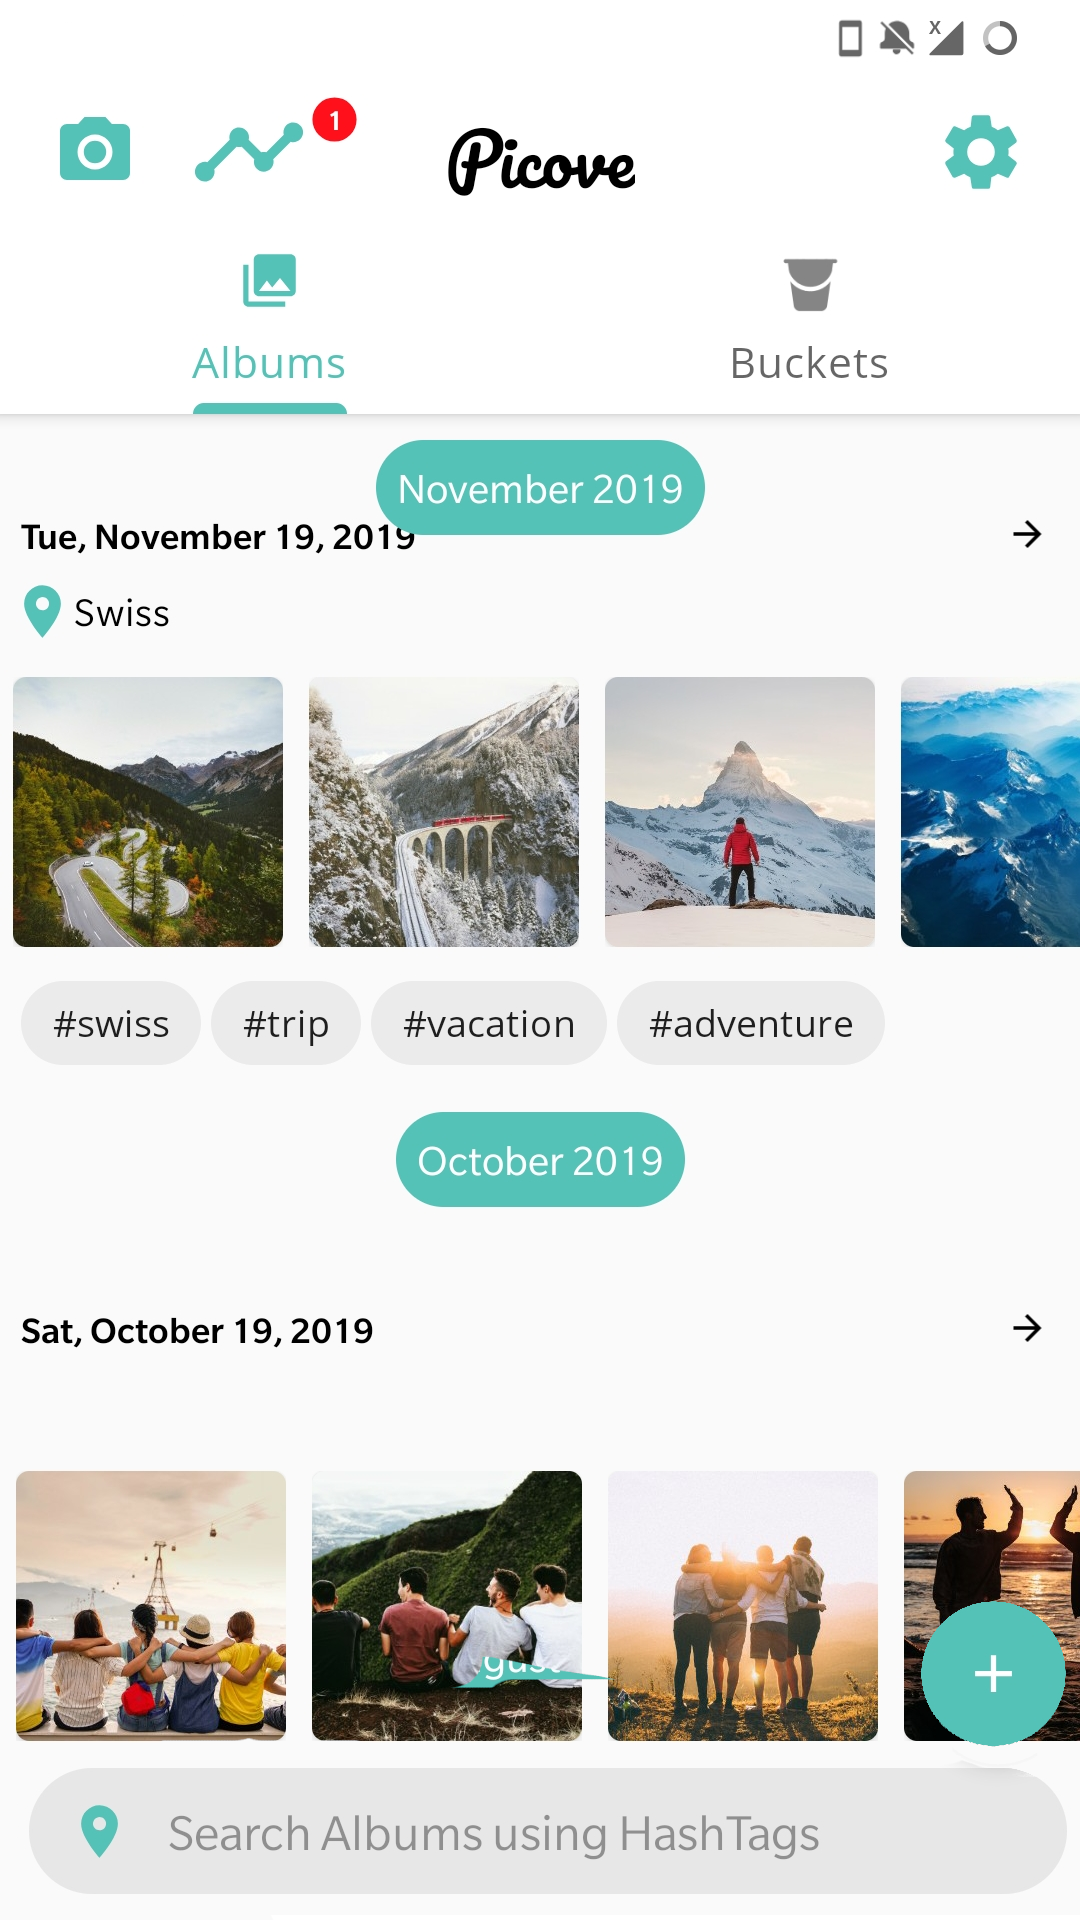 x
1
Picove
Albums
Buckets
November 2019
Tue, November 19, 2019
Swiss
#swiss #trip #vacation #adventure
October 2019
Sat, October 19, 2019
Search Albums using HashTags